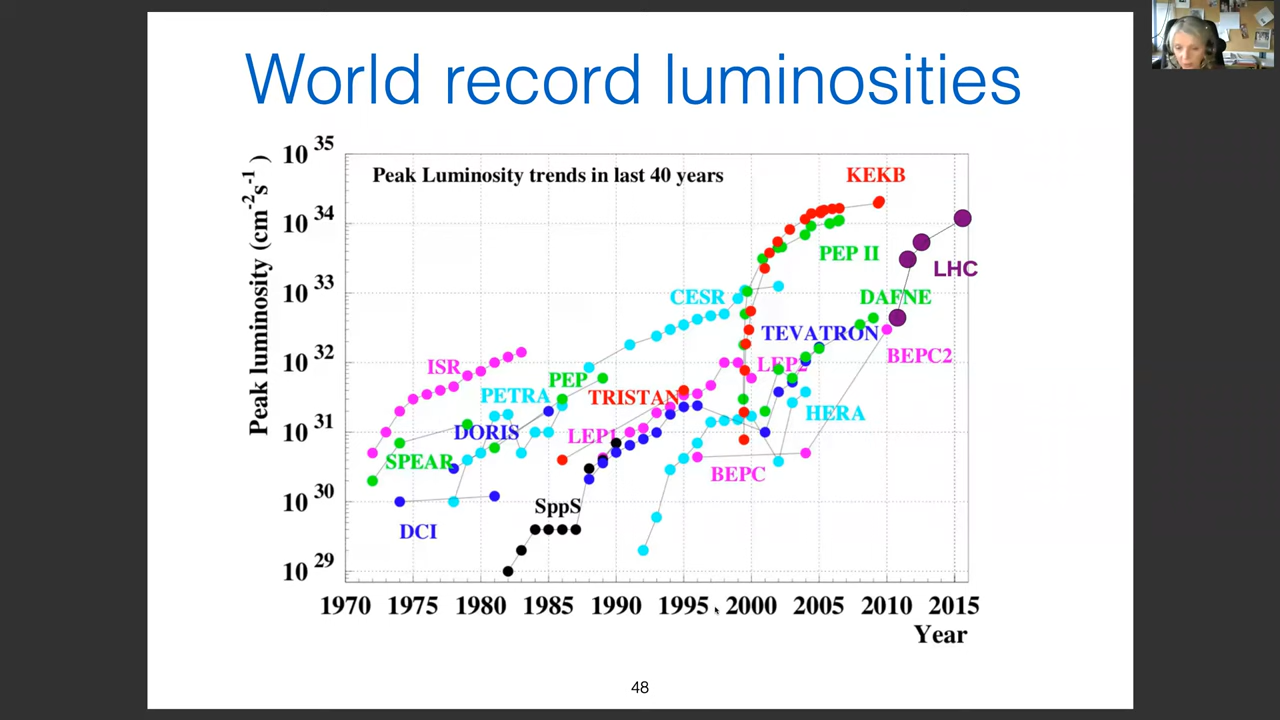 World record luminosities
Peak Luminosity trends in last 40 years
Peak luminosity (cm⁻²s⁻¹)
10 35
10 34
10 33
10 32
10 31
10 30
10 29
KEKB
PEP II
LHC
CESR
DAFNE
TEVATRON
BEPC2
ISR
LEP2
PEP
PETRA
TRISTAN
HERA
DORIS
LEP1
SPEAR
BEPC
SppS
DCI
1970 1975 1980 1985 1990 1995 2000 2005 2010 2015
Year
48